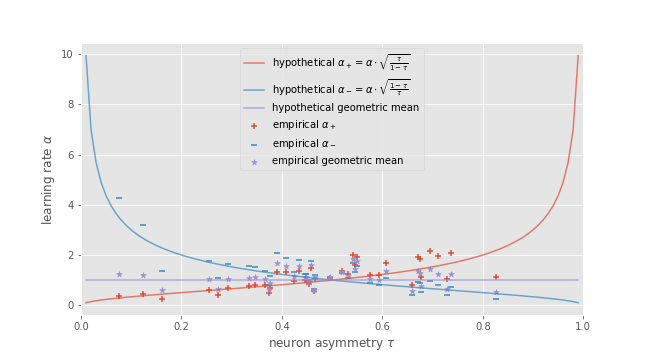 10
8
6
4
2
0
learning rate α
hypothetical α₊ = α · √(τ/(1 − τ))
hypothetical α₋ = α · √((1 − τ)/τ)
hypothetical geometric mean
empirical α₊
empirical α₋
empirical geometric mean
0.0 0.2 0.4 0.6 0.8 1.0
neuron asymmetry τ